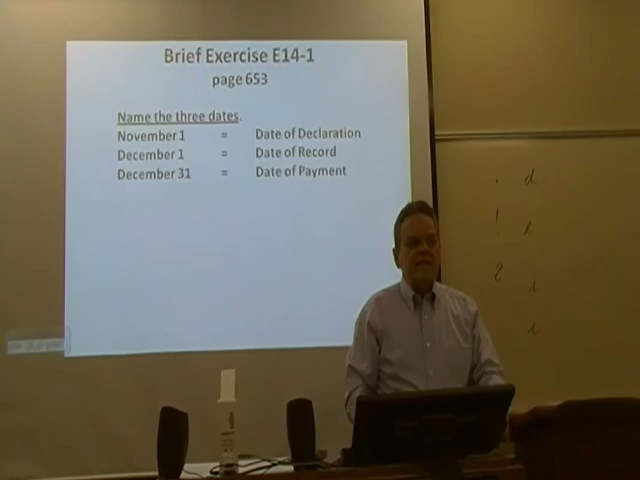 Brief Exercise E14-1
page 653
Name the three dates.
November 1 = Date of Declaration
December 1 = Date of Record
December 31 = Date of Payment
. d
! e
? i
i